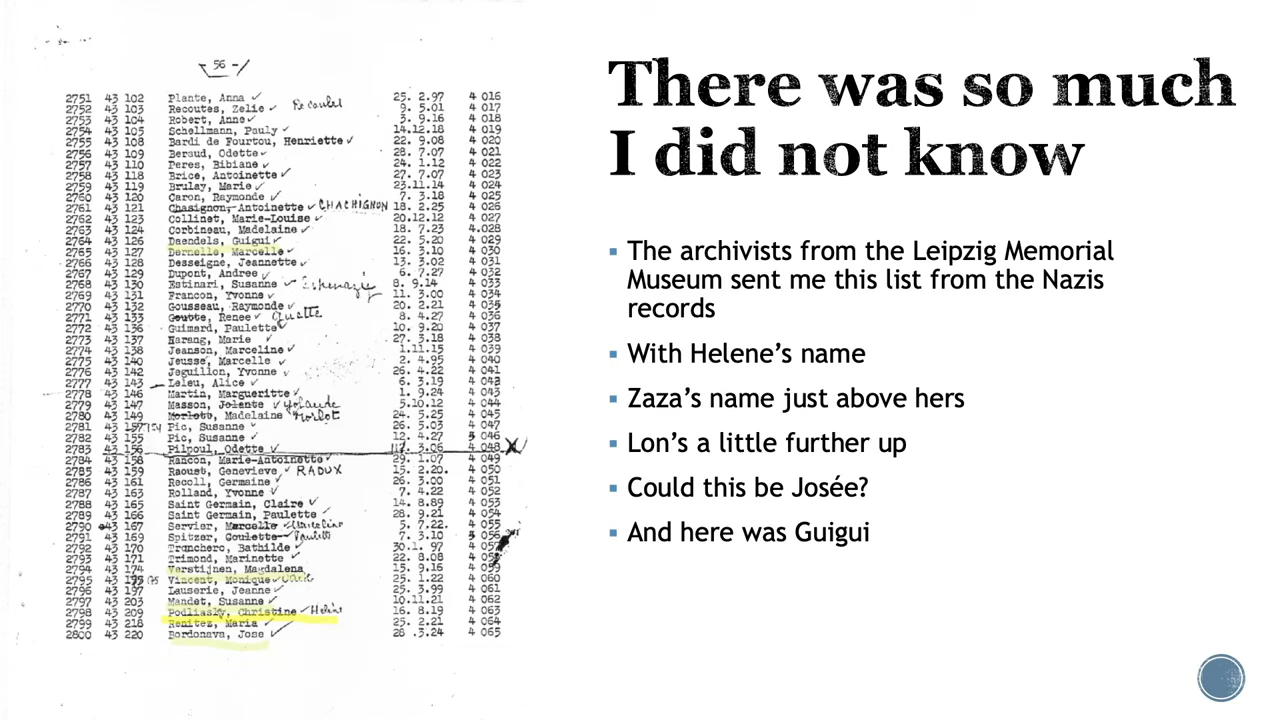 - 56 -/
2751 43 102 Plante, Anna ✓ 25. 2.97 4 016
2752 43 103 Recoutes, Zelie ✓ 9. 5.01 4 017
2753 43 104 Robert, Anne ✓ 3. 9.16 4 018
2754 43 105 Schellmann, Pauly ✓ 14.12.18 4 019
2755 43 108 Bardi de Fourtou, Henriette ✓ 22. 9.08 4 020
2756 43 109 Beraud, Odette ✓ 28. 7.07 4 021
2757 43 110 Peres, Bibiane ✓ 24. 1.12 4 022
2758 43 118 Brice, Antoinette ✓ 27. 7.07 4 023
2759 43 119 Brulay, Marie ✓ 23.11.14 4 024
2760 43 120 Caron, Raymonde ✓ 7. 3.18 4 025
2761 43 121 Chasignon, Antoinette ✓ CHACHIGNON 18. 2.25 4 026
2762 43 123 Collinet, Marie-Louise ✓ 20.12.12 4 027
2763 43 124 Corbineau, Madelaine ✓ 18. 7.23 4.028
2764 43 126 Daendels, Guigui ✓ 22. 5.20 4 029
2765 43 127 Dernelle, Marcelle ✓ 16. 3.10 4 030
2766 43 128 Desseigne, Jeannette ✓ 13. 3.02 4 031
2767 43 129 Dupont, Andree ✓ 6. 7.27 4 032
2768 43 130 Estinari, Susanne ✓ 8. 9.14 4 033
2769 43 131 Francon, Yvonne ✓ 11. 3.00 4 034
2770 43 132 Gousseau, Raymonde ✓ 20. 2.21 4 035
2771 43 133 Goutte, Renee ✓ 8. 4.27 4 036
2772 43 136 Guimard, Paulette ✓ 10. 9.20 4 037
2773 43 137 Harang, Marie ✓ 27. 3.18 4 038
2774 43 138 Jeanson, Marceline ✓ 1.11.15 4 039
2775 43 140 Jeusse, Marcelle ✓ 2. 4.95 4 040
2776 43 142 Jeguillon, Yvonne ✓ 26. 4.22 4 041
2777 43 143 Leleu, Alice ✓ 6. 3.19 4 042
2778 43 146 Martin, Margueritte ✓ 1. 9.24 4 043
2779 43 147 Masson, Jolante ✓ Yolande 5.10.12 4 044
2780 43 149 Morlots, Madelaine Morlot 24. 5.25 4 045
2781 43 Pic, Susanne ✓ 26. 5.03 4 047
2782 43 155 Pic, Susanne ✓ 12. 4.27 046
2783 43 156 Pilpoul, Odette ✓ 3.06 4 048 X
2784 43 158 Rancon, Marie-Antoinette ✓ 29. 1.07 4 049
2785 43 159 Raoust, Genevieve ✓ RADUX 15. 2.20. 4 050
2786 43 161 Recoll, Germaine ✓ 26. 3.00 4 051
2787 43 163 Rolland, Yvonne ✓ 7. 4.22 4 052
2788 43 165 Saint Germain, Claire ✓ 14. 8.89 4 053
2789 43 166 Saint Germain, Paulette ✓ 28. 9.21 4 054
2790 43 167 Servier, Marcelle 5. 7.22. 4 055
2791 43 169 Spitzer, Goulette 7. 3.10 056
2792 43 170 Tranchero, Bathilde ✓ 30.1. 97 4 057
2793 43 171 Trimond, Marinette ✓ 22. 8.08 4 058
2794 43 174 Verstijnen, Magdalena 15. 9.16 4 059
2795 43 Vincent, Monique ✓ 25. 1.22 4 060
2796 43 197 Lauserie, Jeanne ✓ 25. 3.99 4 061
2797 43 203 Mandet, Susanne ✓ 10.11.21 4 062
2798 43 209 Podliasky, Christine ✓ Helene 16. 8.19 4 063
2799 43 218 Renitez, Maria ✓ 25. 2.21 4 064
2800 43 220 Bordonava, Jose ✓ 28 .3.24 4 065
There was so much
I did not know
▪ The archivists from the Leipzig Memorial
Museum sent me this list from the Nazis
records
▪ With Helene’s name
▪ Zaza’s name just above hers
▪ Lon’s a little further up
▪ Could this be Josée?
▪ And here was Guigui